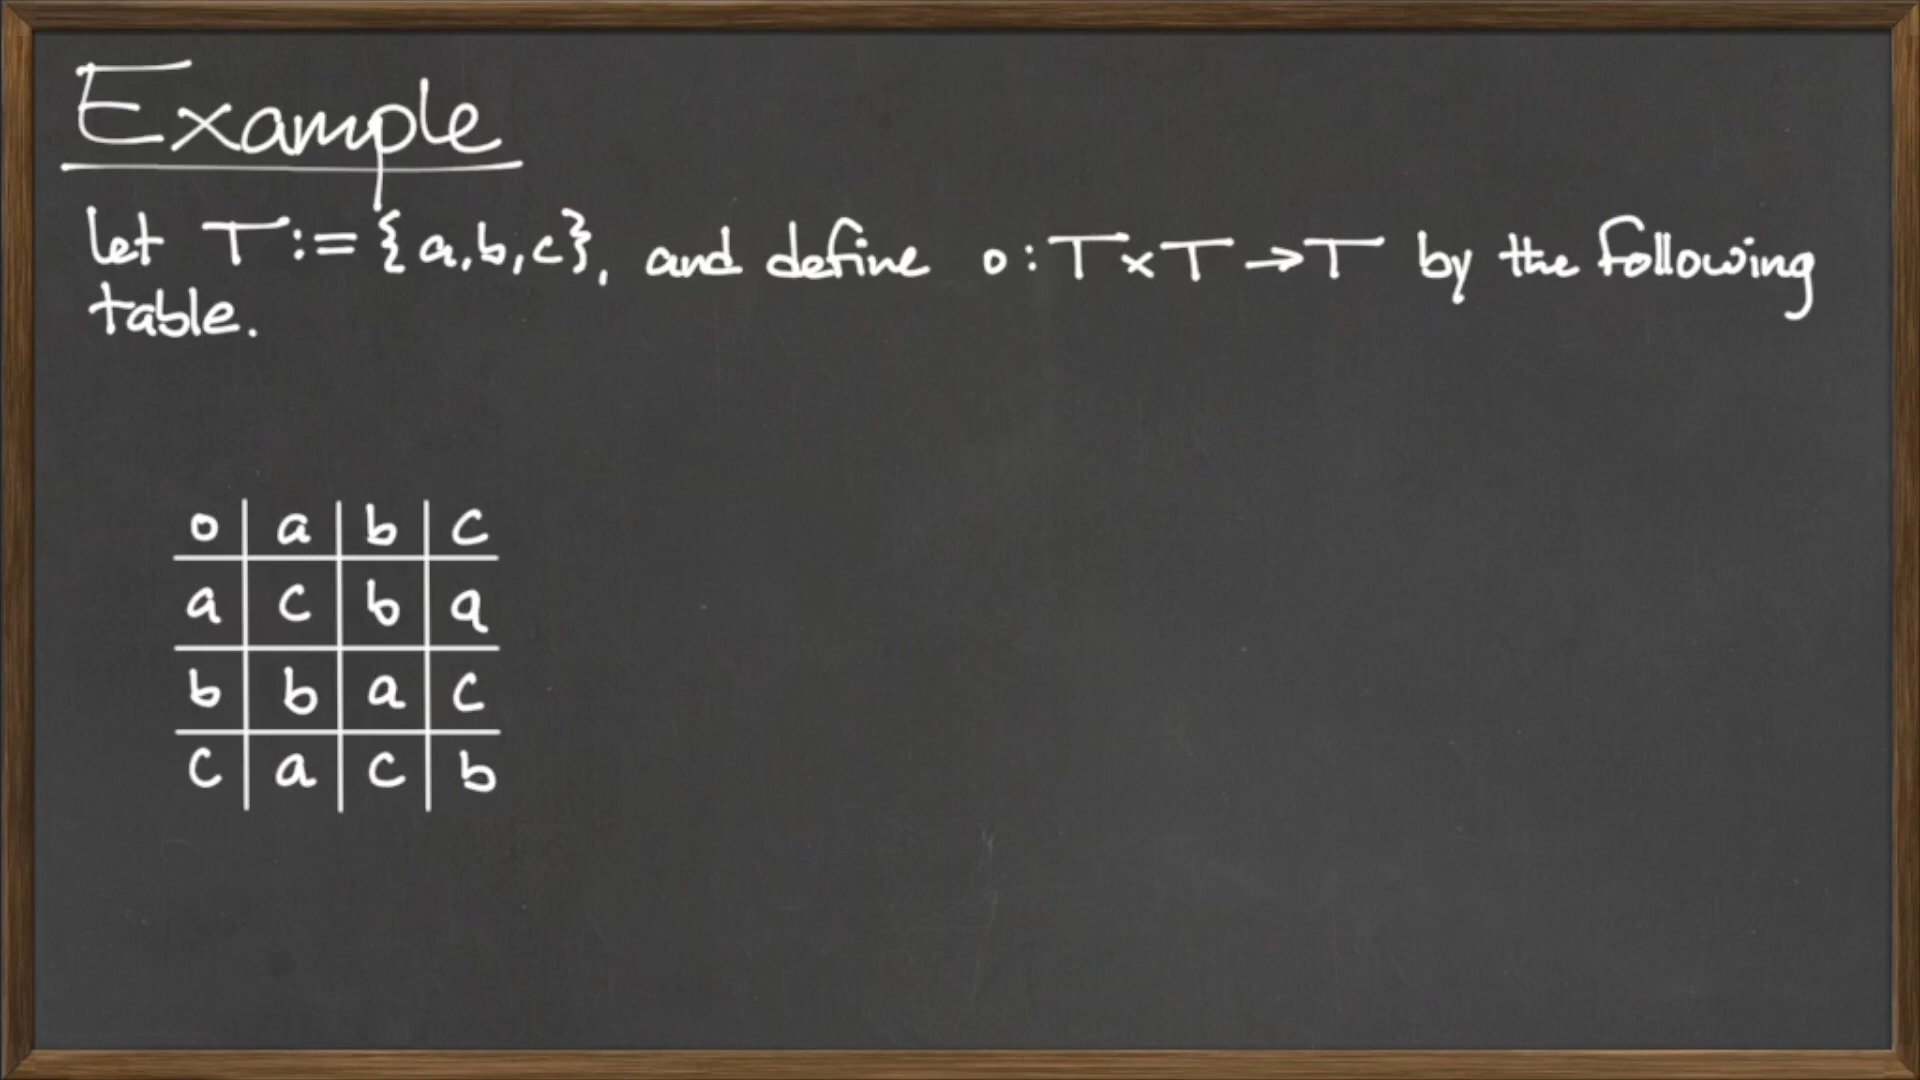 Example
let T := {a,b,c}, and define o : T × T → T by the following
table.
o a b c
a c b a
b b a c
c a c b